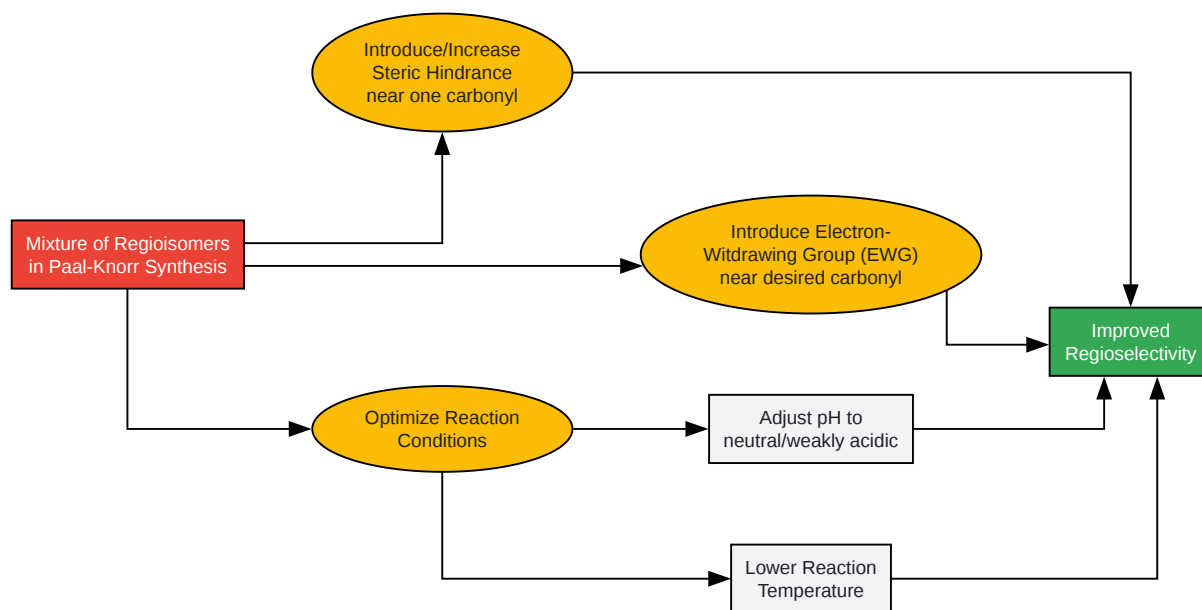 Introduce/Increase
Steric Hindrance
near one carbonyl
Mixture of Regioisomers
in Paal-Knorr Synthesis
Introduce Electron-
Witdrawing Group (EWG)
near desired carbonyl
Improved
Regioselectivity
Optimize Reaction
Conditions
Adjust pH to
neutral/weakly acidic
Lower Reaction
Temperature